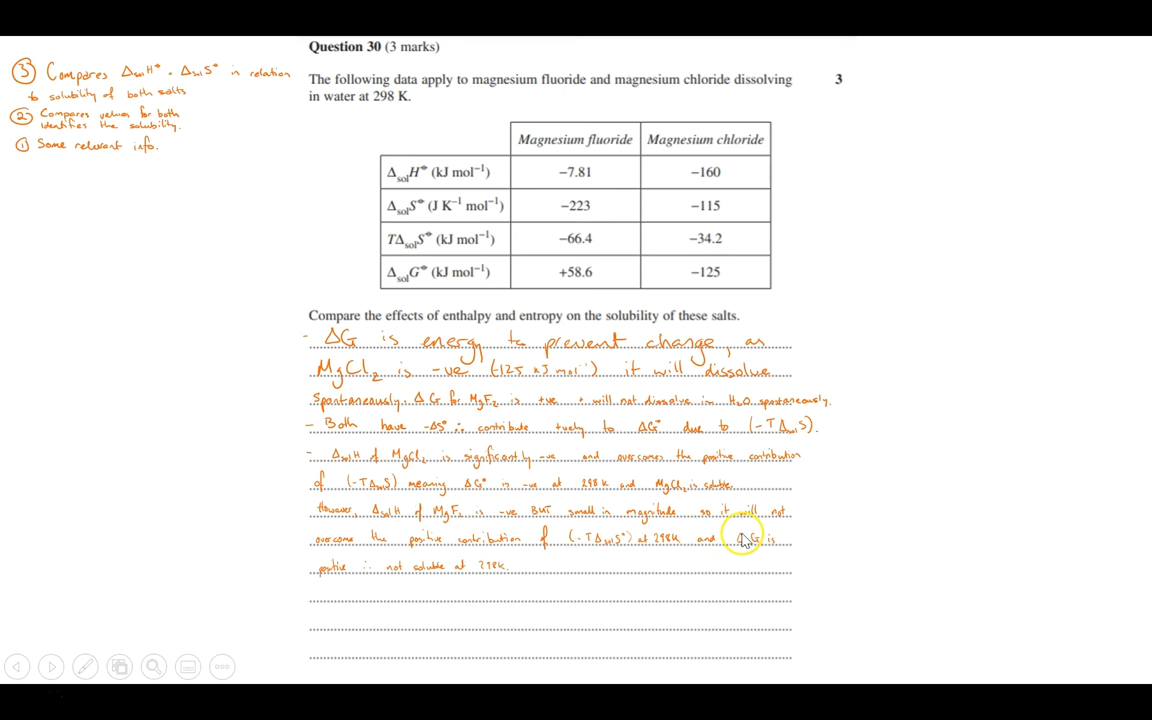 ③ Compares ΔsolH° + ΔsolS° in relation
to solubility of both salts
② Compares values for both
identifies the solubility.
① Some relevant info.
Question 30 (3 marks)
The following data apply to magnesium fluoride and magnesium chloride dissolving 3
in water at 298 K.
Magnesium fluoride Magnesium chloride
ΔsolH° (kJ mol⁻¹) −7.81 −160
ΔsolS° (J K⁻¹ mol⁻¹) −223 −115
TΔsolS° (kJ mol⁻¹) −66.4 −34.2
ΔsolG° (kJ mol⁻¹) +58.6 −125
Compare the effects of enthalpy and entropy on the solubility of these salts.
- ΔG is energy to prevent change, as
MgCl₂ is -ve (-125 kJ mol⁻¹) it will dissolve
spontaneously. ΔG for MgF₂ is +ve + will not dissolve in H₂O spontaneously.
- Both have -ΔS° ∴ contribute +vely to ΔG° due to (-TΔsolS).
- ΔsolH of MgCl₂ is significantly -ve and overcomes the positive contribution
of (-TΔsolS) meaning ΔG° is -ve at 298K and MgCl₂ is soluble.
However, ΔsolH of MgF₂ is -ve BUT small in magnitude so it will not
overcome the positive contribution of (-TΔsolS°) at 298K and ΔG is
positive ∴ not soluble at 298K.